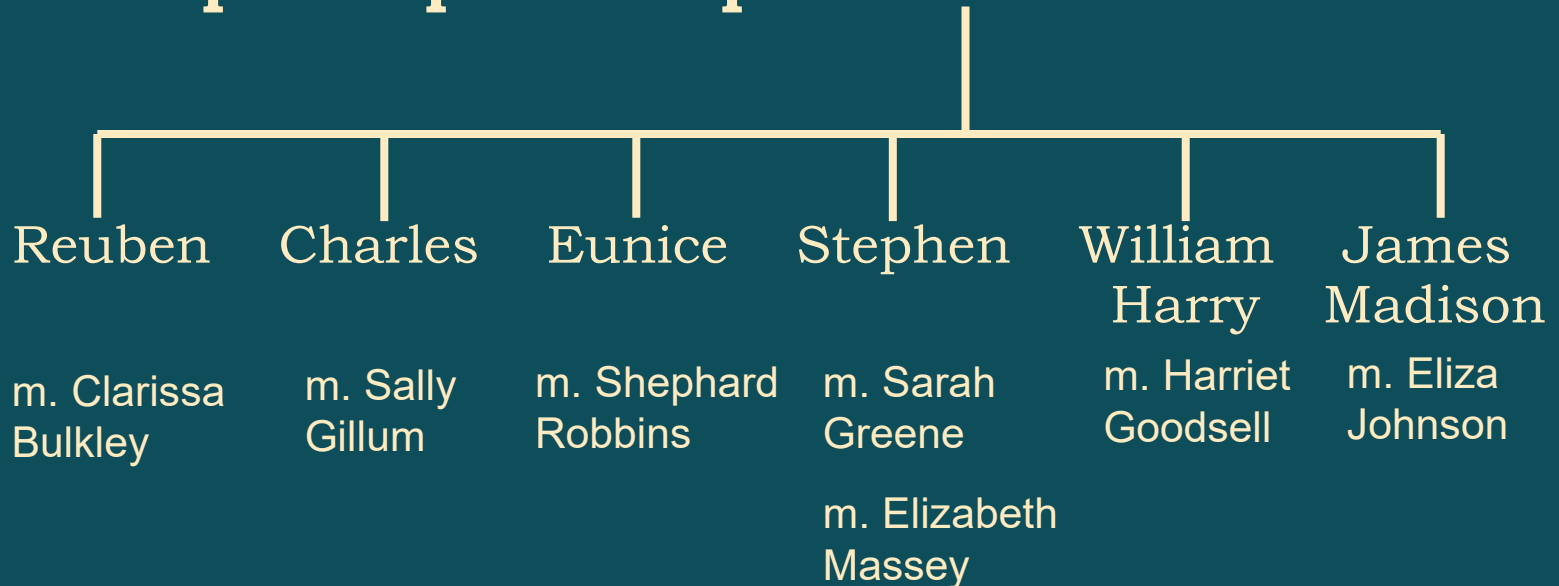 Reuben Charles Eunice Stephen William Harry James Madison
m. Clarissa Bulkley
m. Sally Gillum
m. Shephard Robbins
m. Sarah Greene
m. Elizabeth Massey
m. Harriet Goodsell
m. Eliza Johnson